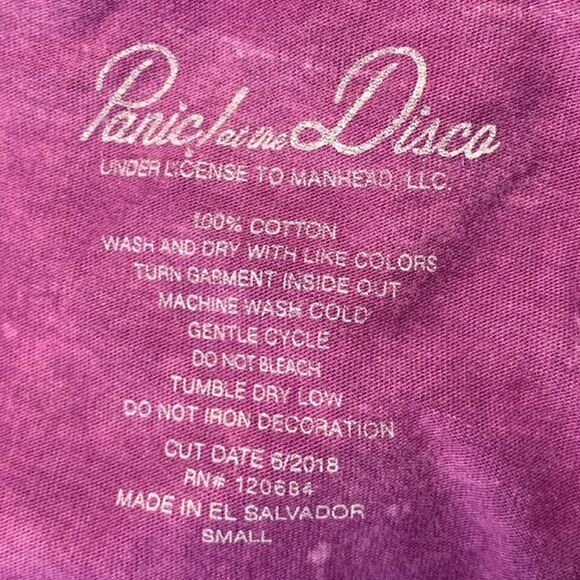 Panic! at the Disco
UNDER LICENSE TO MANHEAD, LLC.
100% COTTON
WASH AND DRY WITH LIKE COLORS
TURN GARMENT INSIDE OUT
MACHINE WASH COLD
GENTLE CYCLE
DO NOT BLEACH
TUMBLE DRY LOW
DO NOT IRON DECORATION
CUT DATE 6/2018
RN# 120684
MADE IN EL SALVADOR
SMALL